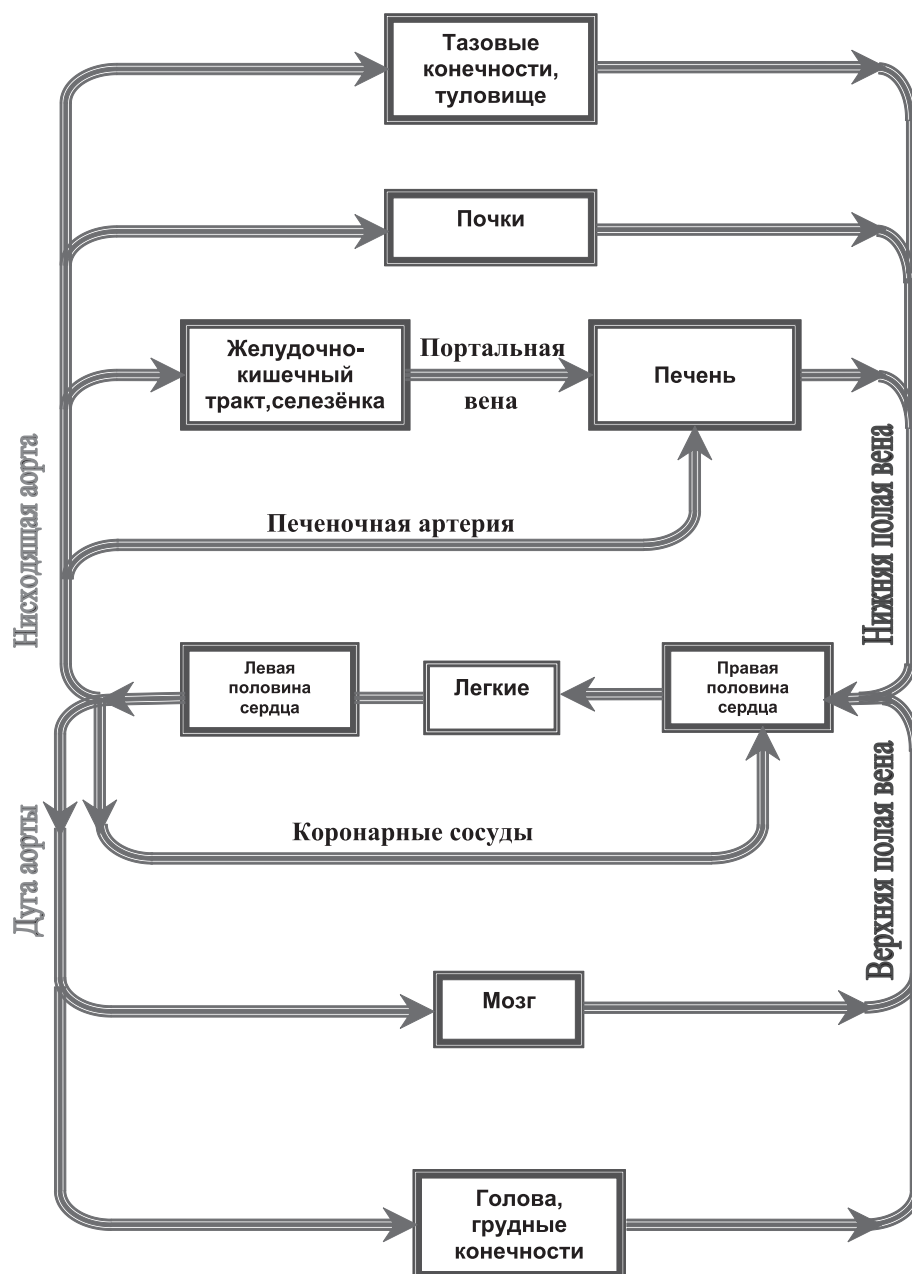 Тазовые
конечности,
туловище
Почки
Желудочно-
кишечный
тракт,селезёнка
Портальная
вена
Печень
Нисходящая аорта
Печеночная артерия
Нижняя полая вена
Левая
половина
сердца
Легкие
Правая
половина
сердца
Дуга аорты
Коронарные сосуды
Верхняя полая вена
Мозг
Голова,
грудные
конечности